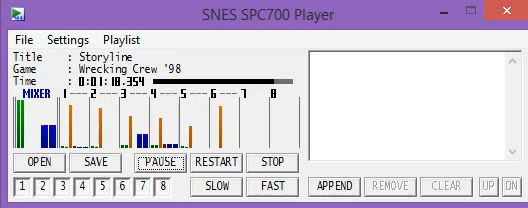 SNES SPC700 Player
File Settings Playlist
Title : Storyline
Game : Wrecking Crew '98
Time : 0:01:18.354
MIXER 1 --- 2 --- 3 --- 4 --- 5 --- 6 --- 7 --- 8
OPEN SAVE PAUSE RESTART STOP
1 2 3 4 5 6 7 8 SLOW FAST APPEND REMOVE CLEAR UP DN